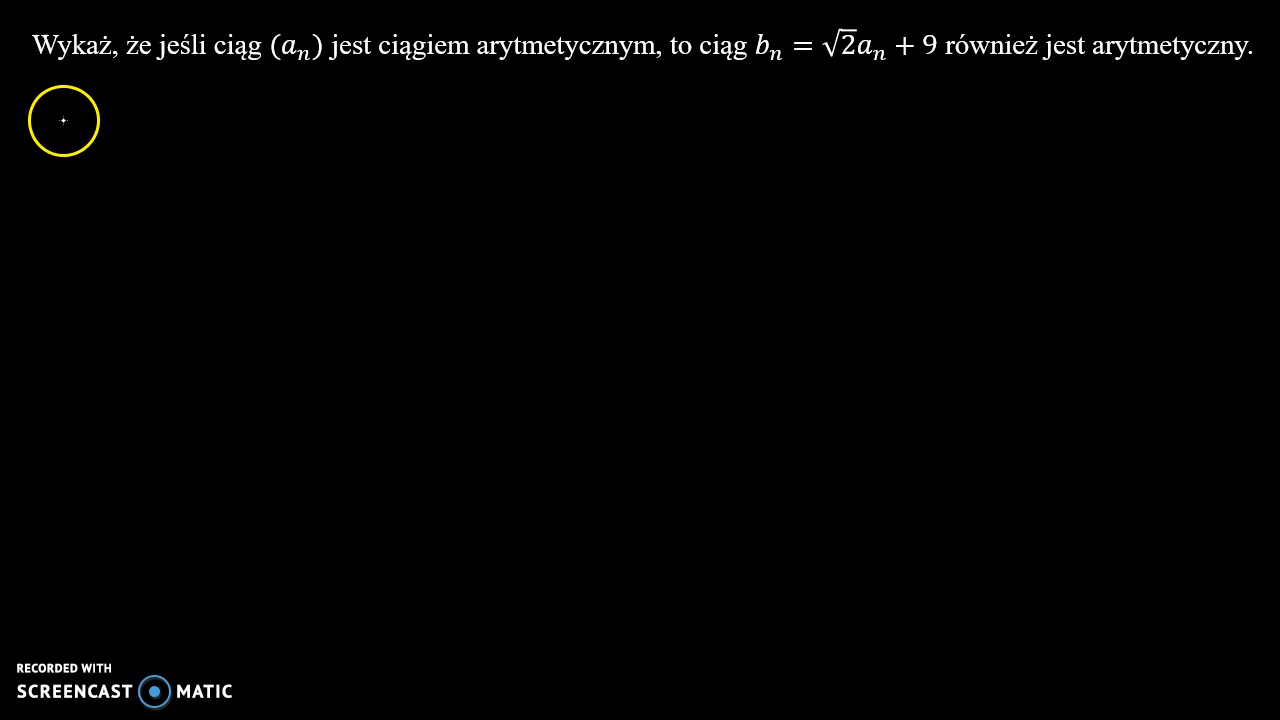 Wykaż, że jeśli ciąg (aₙ) jest ciągiem arytmetycznym, to ciąg bₙ = √2aₙ + 9 również jest arytmetyczny.
RECORDED WITH
SCREENCAST MATIC